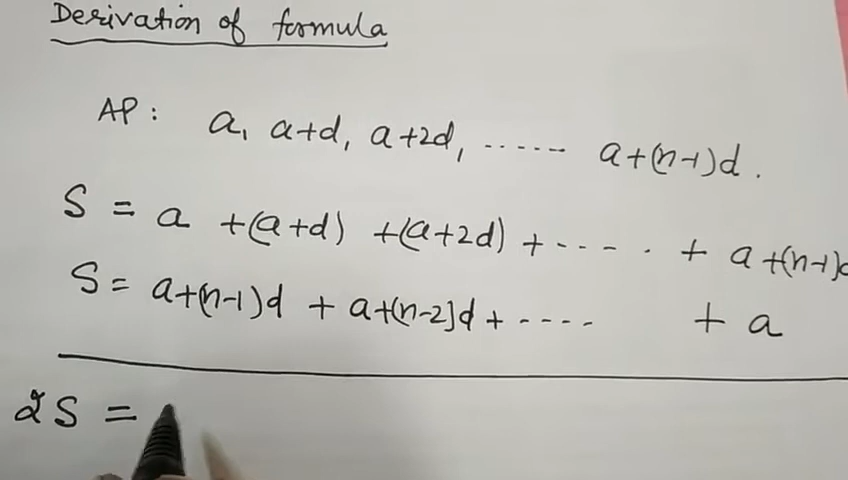 Derivation of formula
AP : a, a+d, a+2d, ...... a+(n-1)d .
S = a +(a+d) +(a+2d) + ---- . + a+(n-1)d
S = a+(n-1)d + a+(n-2)d + ---- + a
2S =